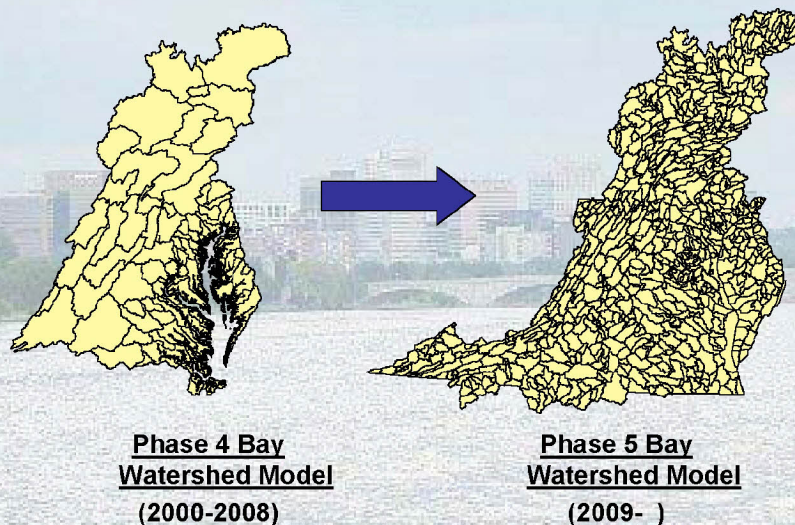 Phase 4 Bay
Watershed Model
(2000-2008)
Phase 5 Bay
Watershed Model
(2009-  )